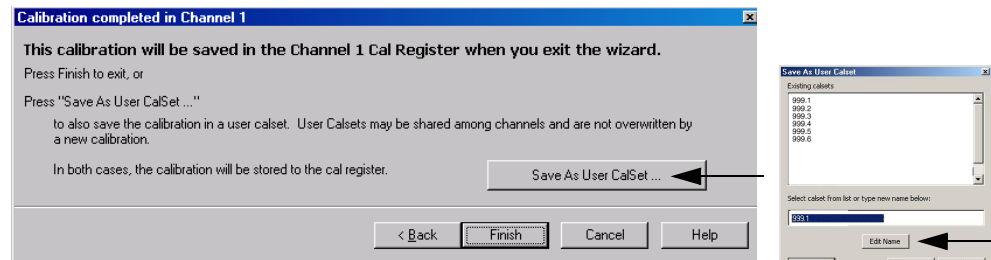 Calibration completed in Channel 1
This calibration will be saved in the Channel 1 Cal Register when you exit the wizard.
Press Finish to exit, or
Press "Save As User CalSet ..."
to also save the calibration in a user calset. User Calsets may be shared among channels and are not overwritten by
a new calibration.
In both cases, the calibration will be stored to the cal register.
Save As User CalSet ...
< Back
Finish
Cancel
Help
Save As User Calset
Existing calsets
999.1
999.2
999.3
999.4
999.5
999.6
Select calset from list or type new name below:
999.1
Edit Name